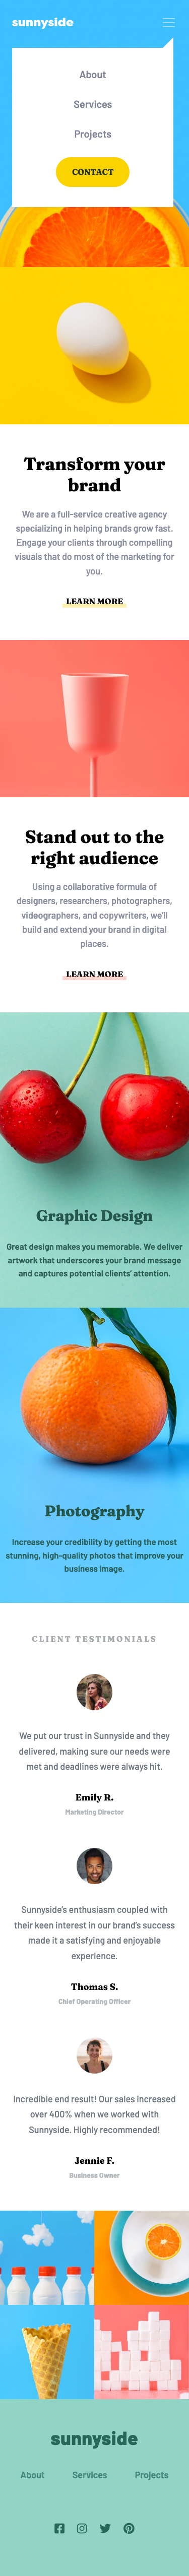 sunnyside
About
Services
Projects
CONTACT
Transform your
brand
We are a full-service creative agency
specializing in helping brands grow fast.
Engage your clients through compelling
visuals that do most of the marketing for
you.
LEARN MORE
Stand out to the
right audience
Using a collaborative formula of
designers, researchers, photographers,
videographers, and copywriters, we'll
build and extend your brand in digital
places.
LEARN MORE
Graphic Design
Great design makes you memorable. We deliver
artwork that underscores your brand message
and captures potential clients' attention.
Photography
Increase your credibility by getting the most
stunning, high-quality photos that improve your
business image.
CLIENT TESTIMONIALS
We put our trust in Sunnyside and they
delivered, making sure our needs were
met and deadlines were always hit.
Emily R.
Marketing Director
Sunnyside's enthusiasm coupled with
their keen interest in our brand's success
made it a satisfying and enjoyable
experience.
Thomas S.
Chief Operating Officer
Incredible end result! Our sales increased
over 400% when we worked with
Sunnyside. Highly recommended!
Jennie F.
Business Owner
sunnyside
About Services Projects